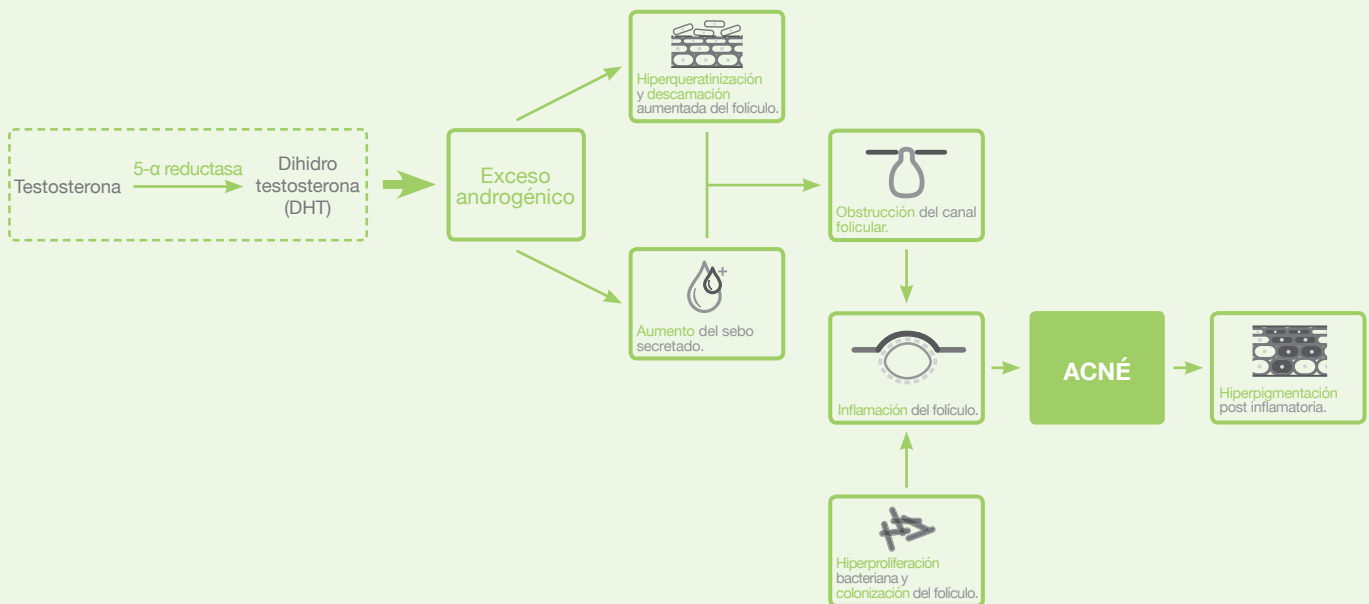 Testosterona
5-α reductasa
Dihidro
testosterona
(DHT)
Exceso
androgénico
Hiperqueratinización
y descamación
aumentada del folículo.
Aumento del sebo
secretado.
Obstrucción del canal
folicular.
Inflamación del folículo.
Hiperproliferación
bacteriana y
colonización del folículo.
ACNÉ
Hiperpigmentación
post inflamatoria.